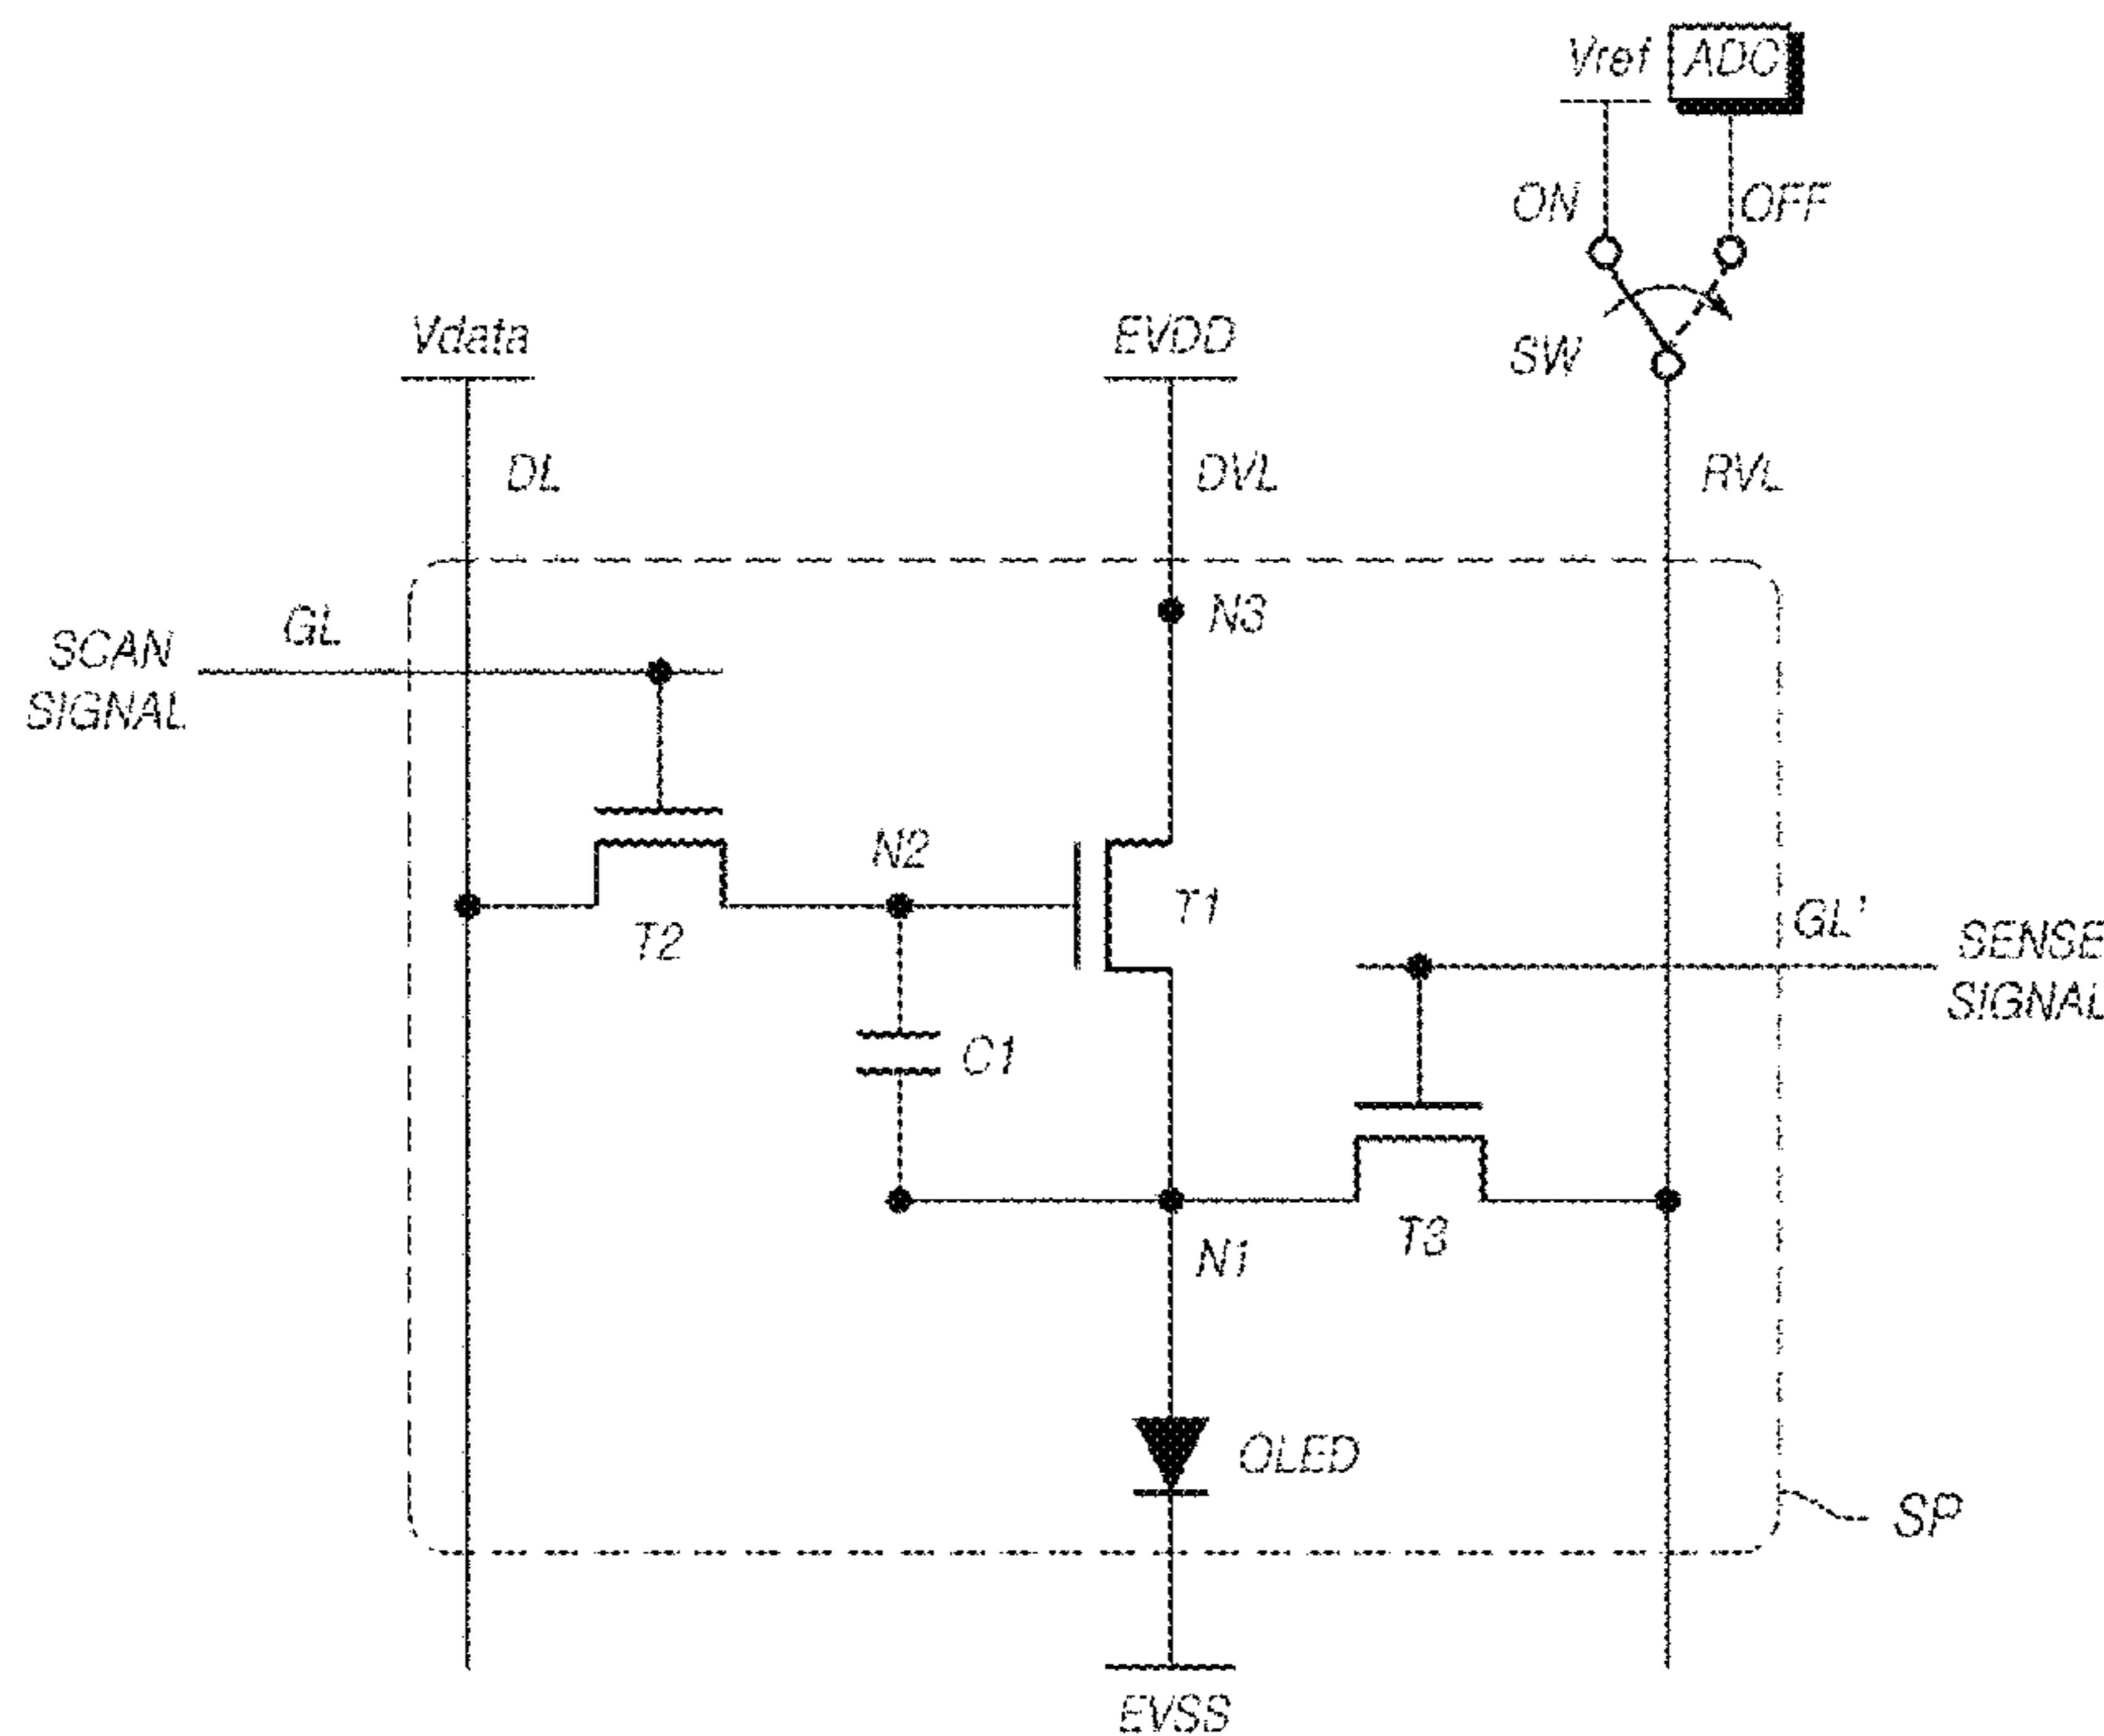 Vref ADC
ON OFF
Vdata EVDD SW
DL DVL RVL
N3
GL
SCAN
SIGNAL
N2
T1
T2
GL'
SENSE
SIGNAL
C1
T3
N1
OLED
SP
EVSS